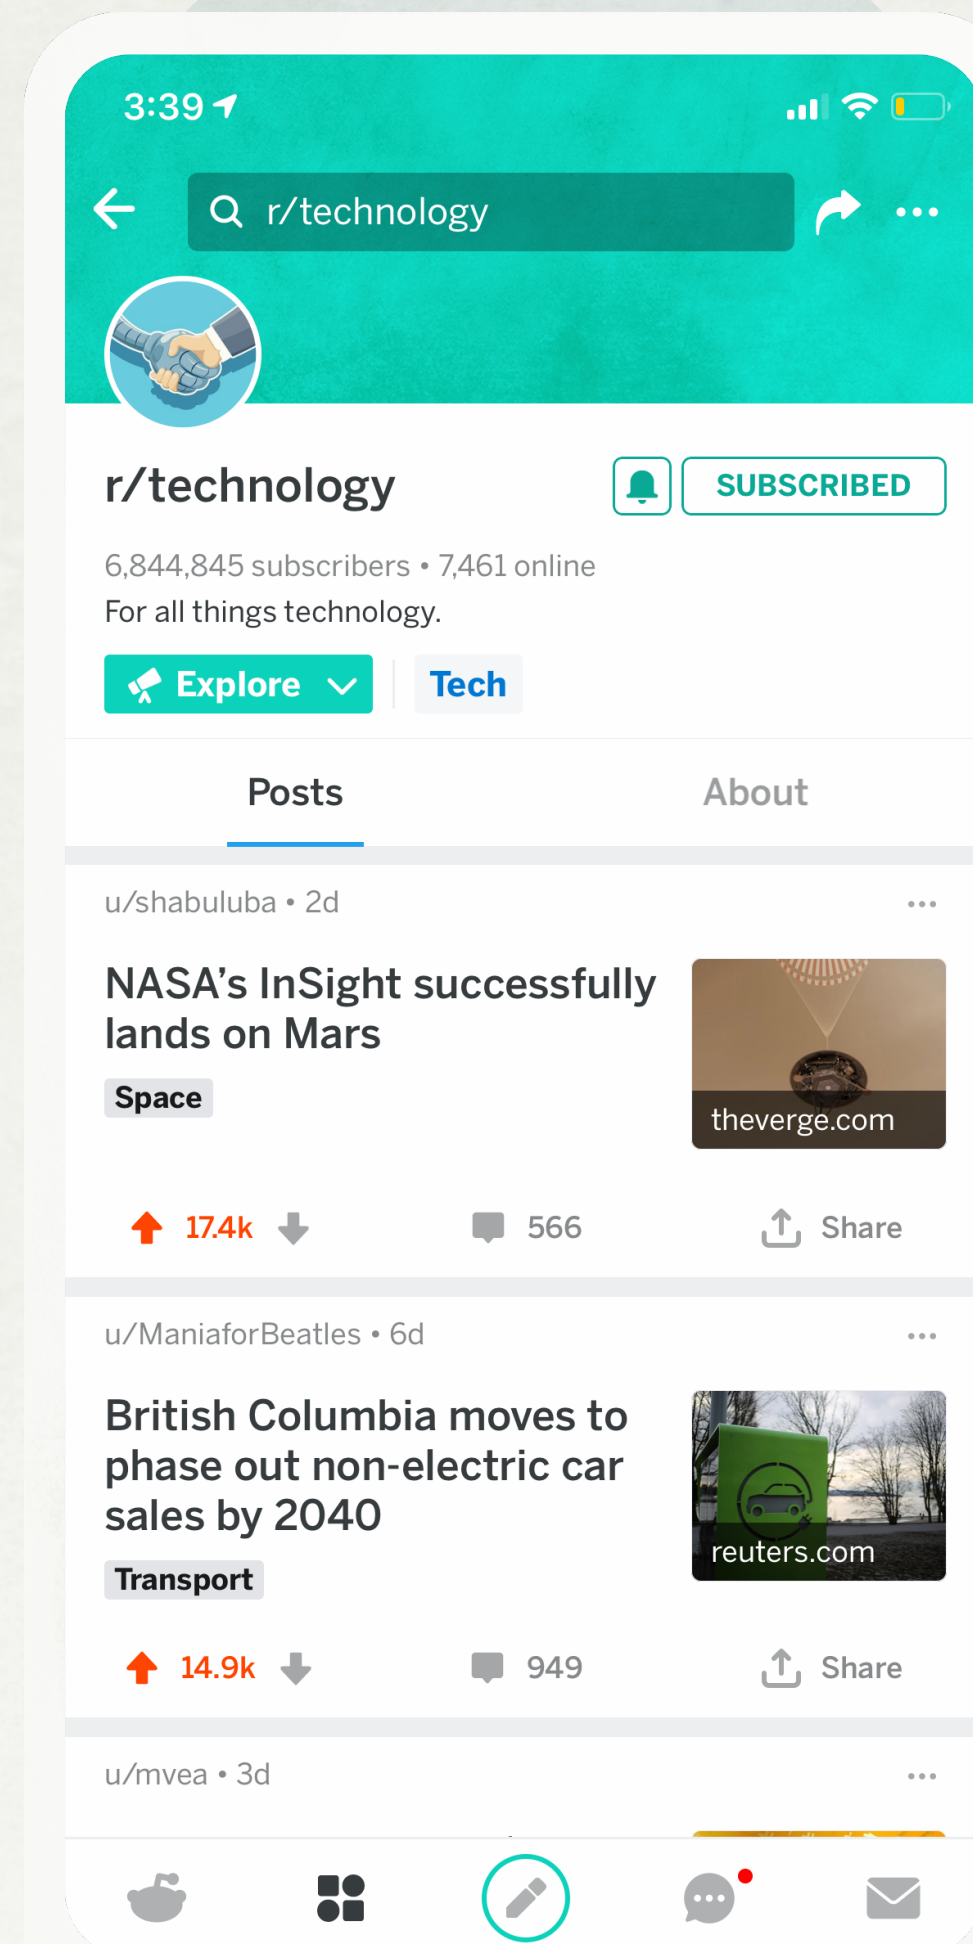 3:39
r/technology
r/technology
SUBSCRIBED
6,844,845 subscribers • 7,461 online
For all things technology.
Explore
Tech
Posts
About
u/shabuluba • 2d
NASA’s InSight successfully
lands on Mars
Space
theverge.com
17.4k
566
Share
u/ManiaforBeatles • 6d
British Columbia moves to
phase out non-electric car
sales by 2040
Transport
reuters.com
14.9k
949
Share
u/mvea • 3d